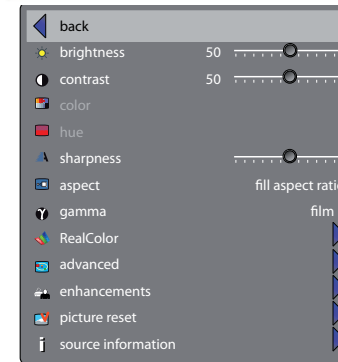 back
brightness 50
contrast 50
color
hue
sharpness
aspect fill aspect rati
gamma film
RealColor
advanced
enhancements
picture reset
source information